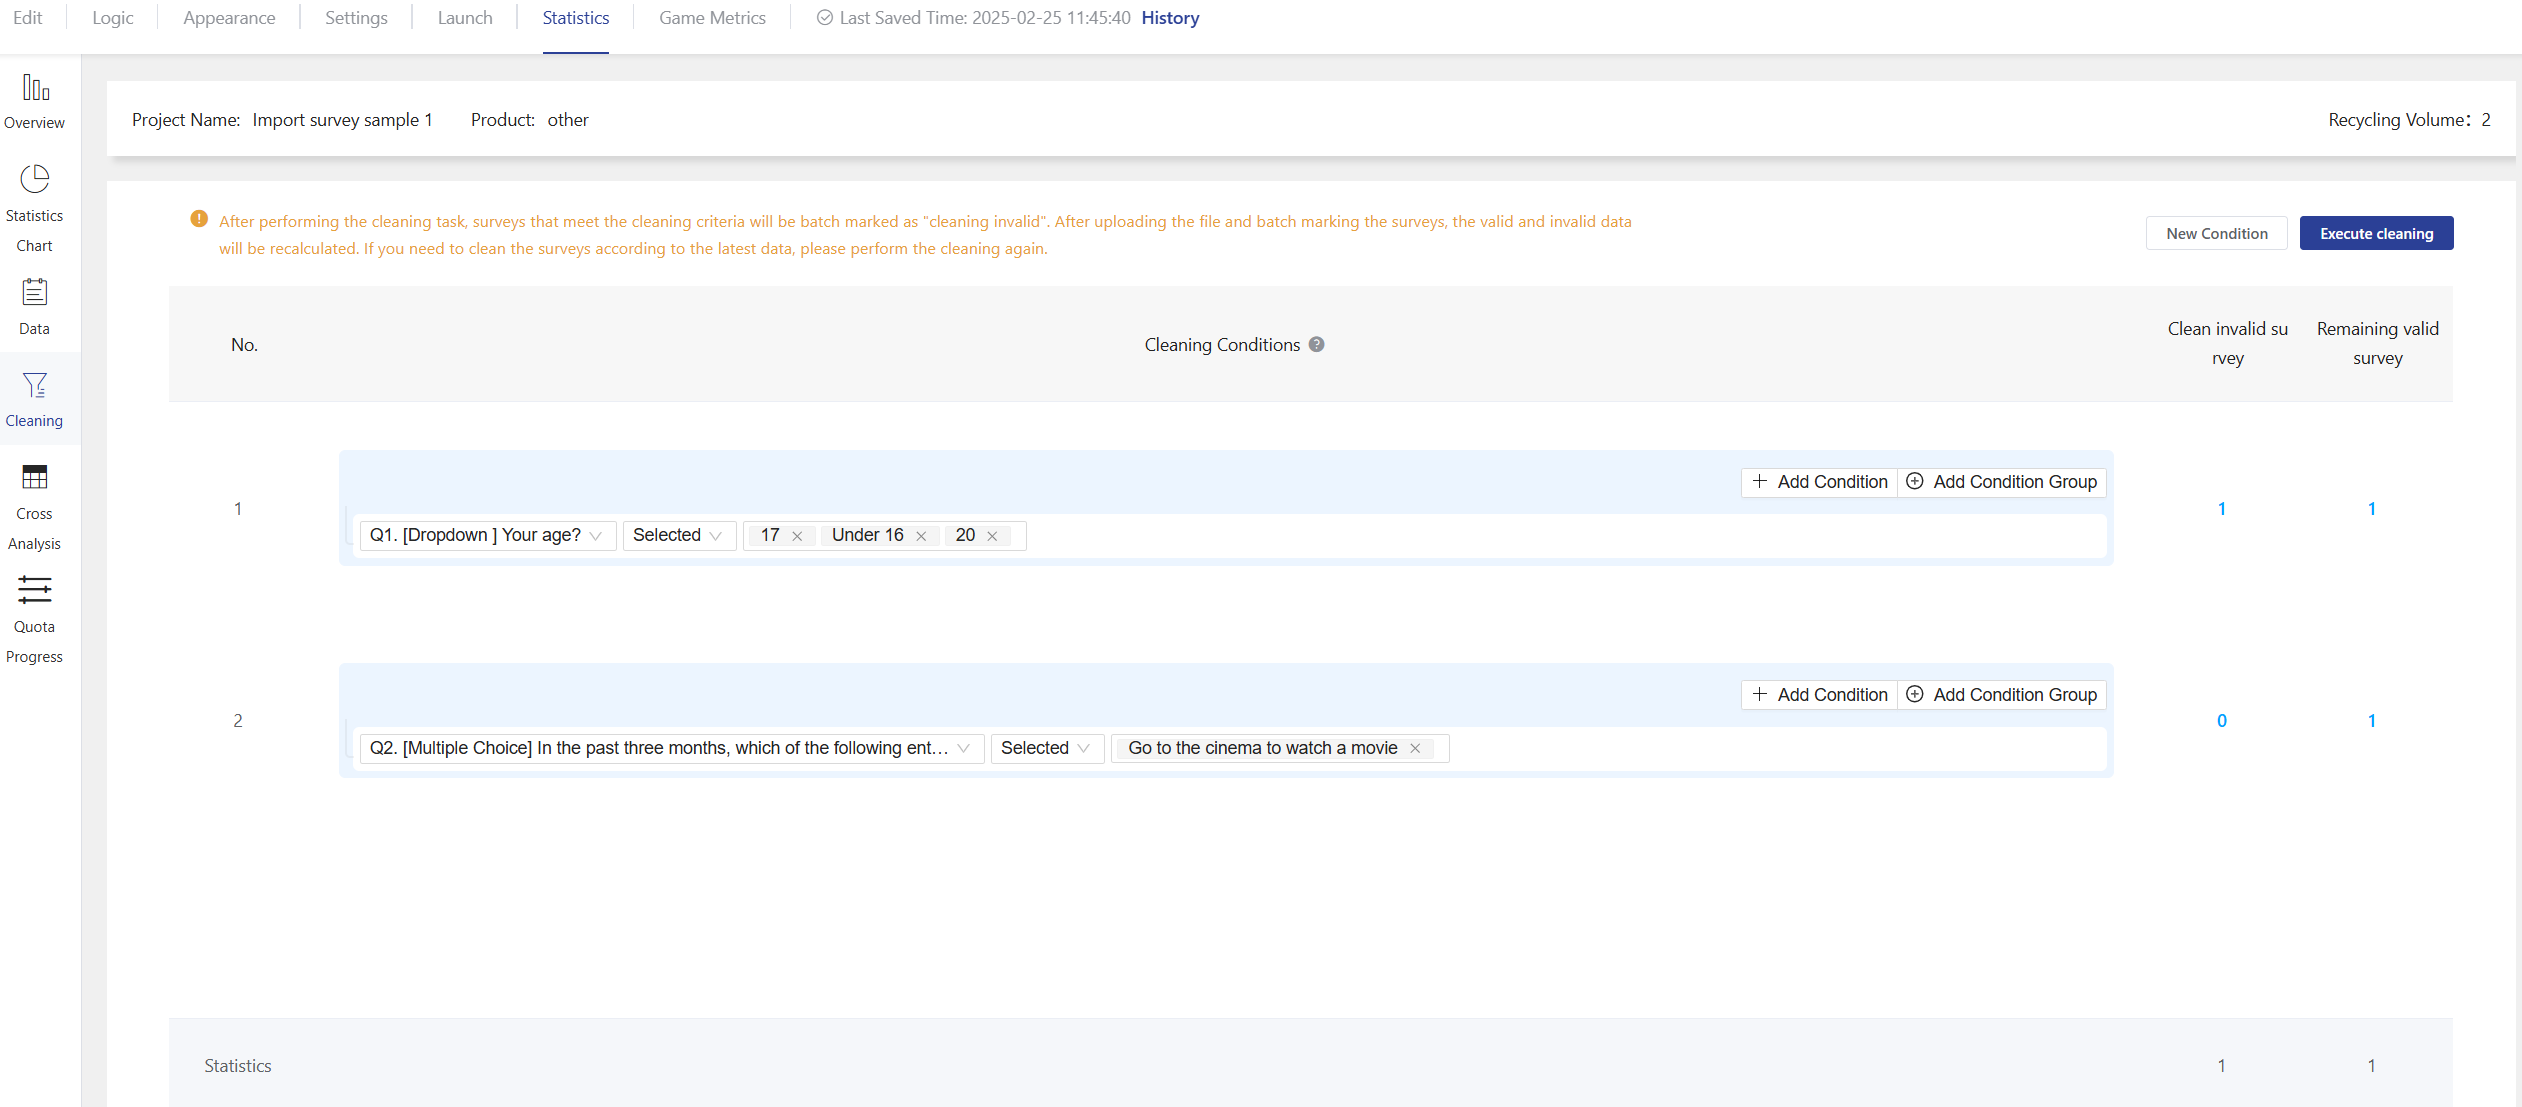 Edit Logic Appearance Settings Launch Statistics Game Metrics Last Saved Time: 2025-02-25 11:45:40 History
Overview
Statistics
Chart
Data
Cleaning
Cross
Analysis
Quota
Progress
Project Name: Import survey sample 1 Product: other Recycling Volume: 2
After performing the cleaning task, surveys that meet the cleaning criteria will be batch marked as "cleaning invalid". After uploading the file and batch marking the surveys, the valid and invalid data
will be recalculated. If you need to clean the surveys according to the latest data, please perform the cleaning again.
New Condition Execute cleaning
No. Cleaning Conditions ? Clean invalid su
rvey Remaining valid
survey
1
Add Condition Add Condition Group
Q1. [Dropdown ] Your age? Selected 17 × Under 16 × 20 ×
1 1
2
Add Condition Add Condition Group
Q2. [Multiple Choice] In the past three months, which of the following ent... Selected Go to the cinema to watch a movie ×
0 1
Statistics 1 1